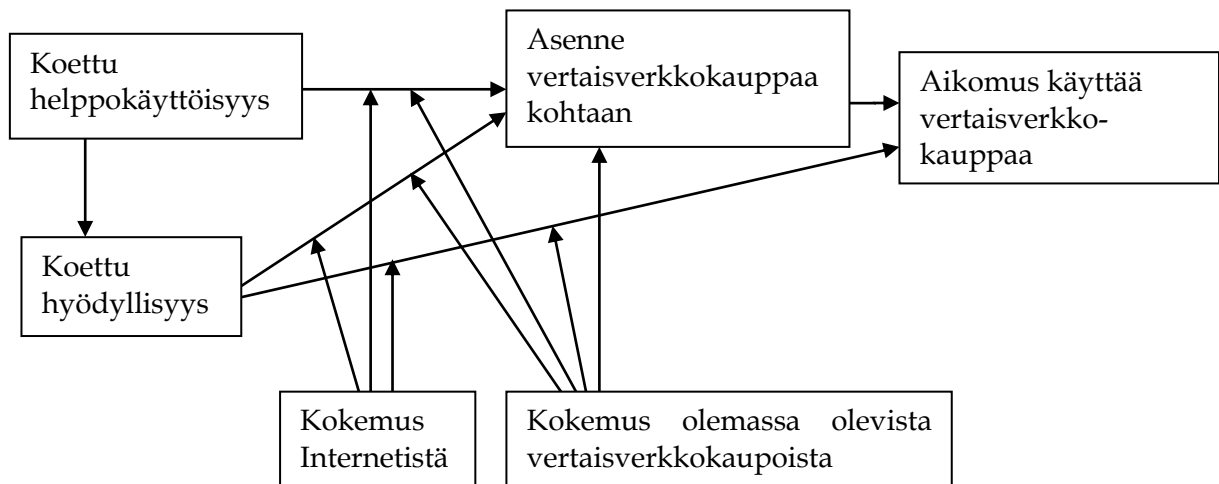 Koettu
helppokäyttöisyys
Asenne
vertaisverkkokauppaa
kohtaan
Aikomus käyttää
vertaisverkko-
kauppaa
Koettu
hyödyllisyys
Kokemus
Internetistä
Kokemus olemassa olevista
vertaisverkkokaupoista